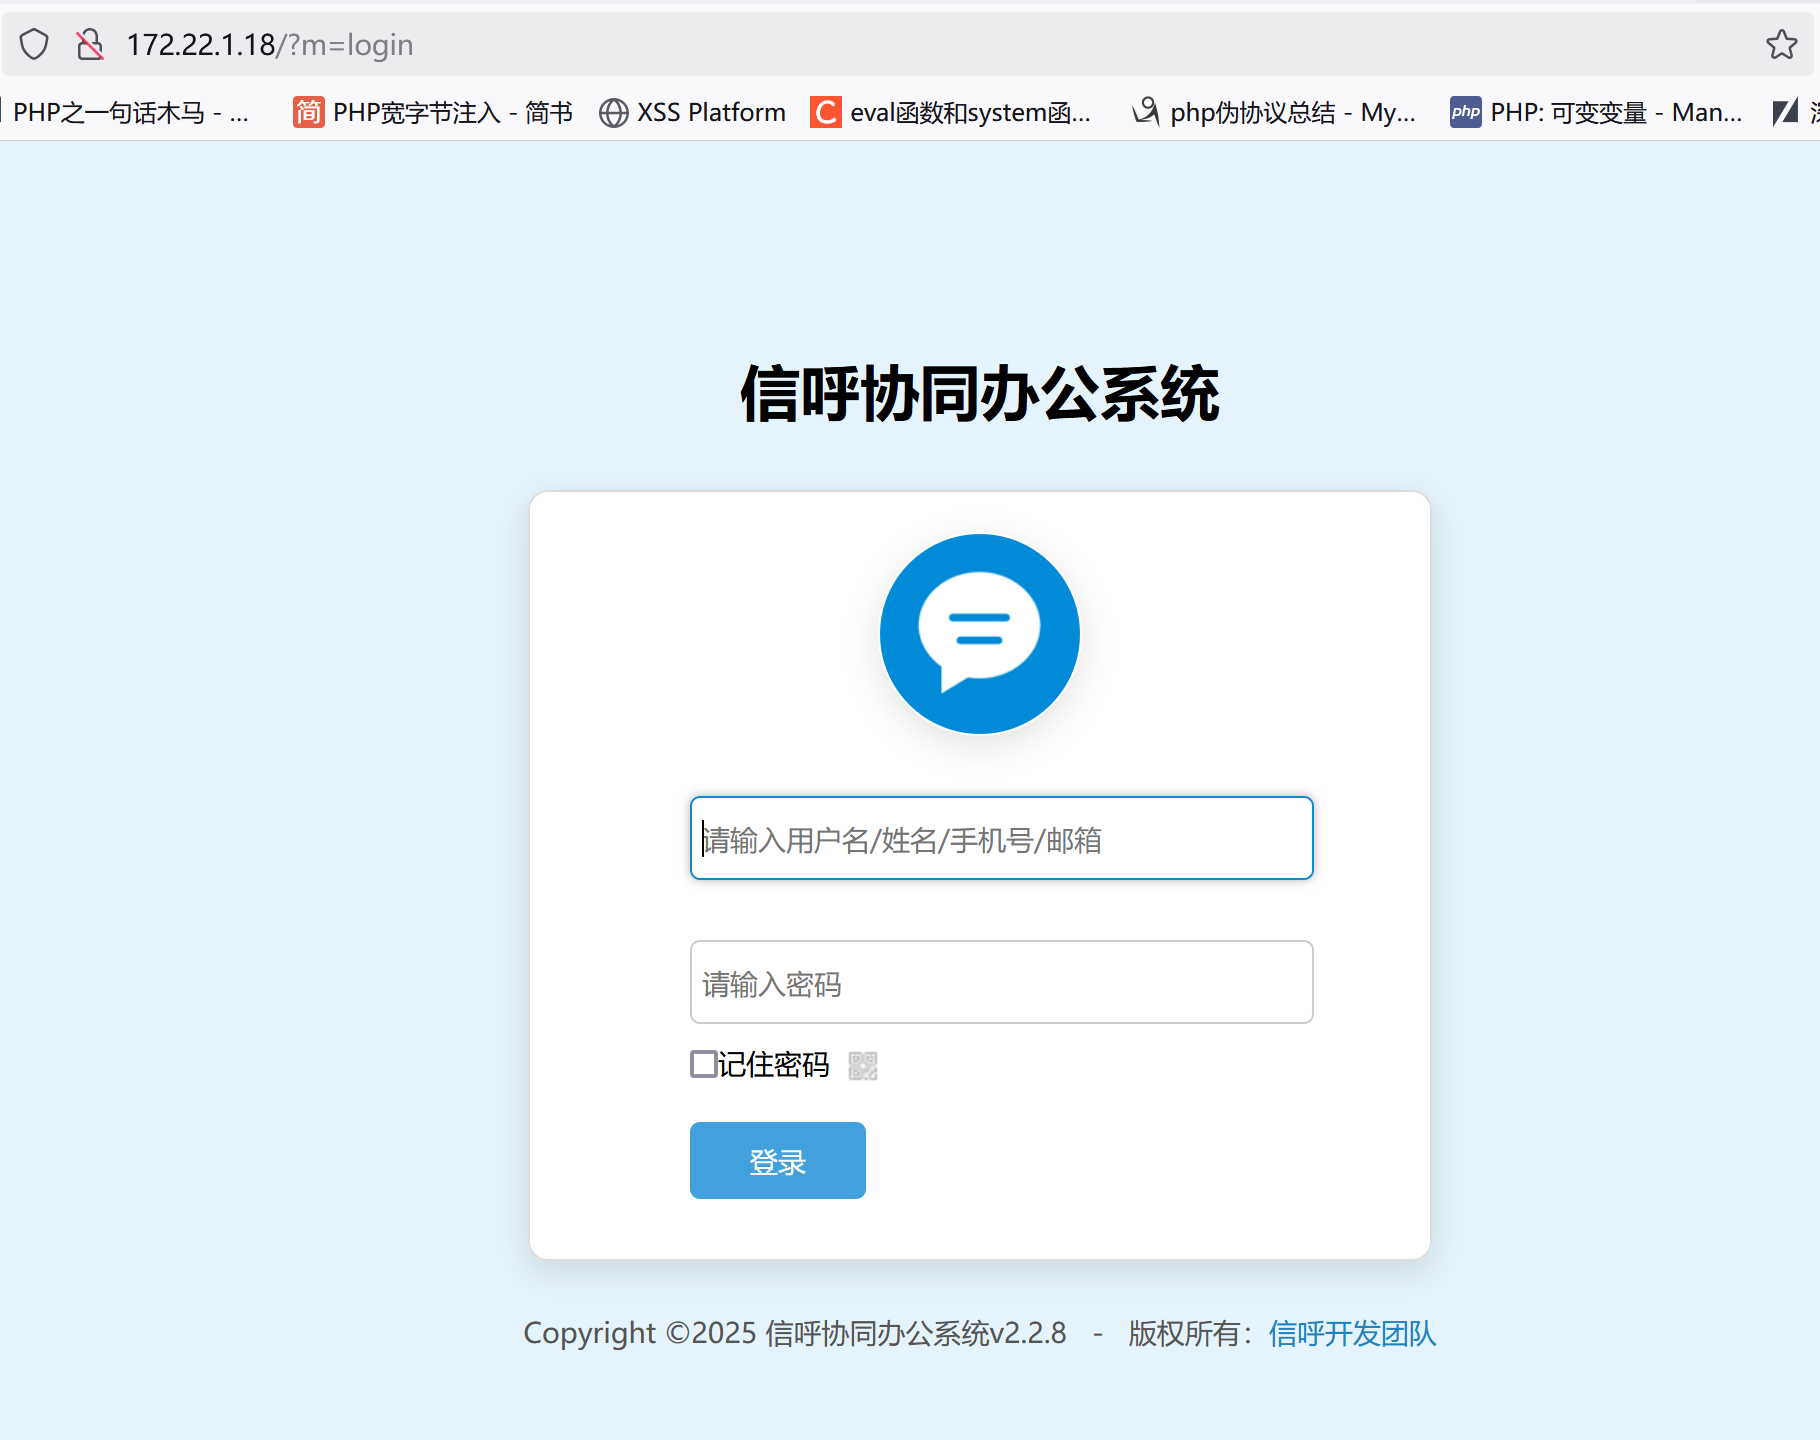 172.22.1.18/?m=login
PHP之一句话木马 - ... 简 PHP宽字节注入 - 简书 XSS Platform C eval函数和system函... php伪协议总结 - My... php PHP: 可变变量 - Man...
信呼协同办公系统
请输入用户名/姓名/手机号/邮箱
请输入密码
记住密码
登录
Copyright ©2025 信呼协同办公系统v2.2.8 - 版权所有：信呼开发团队